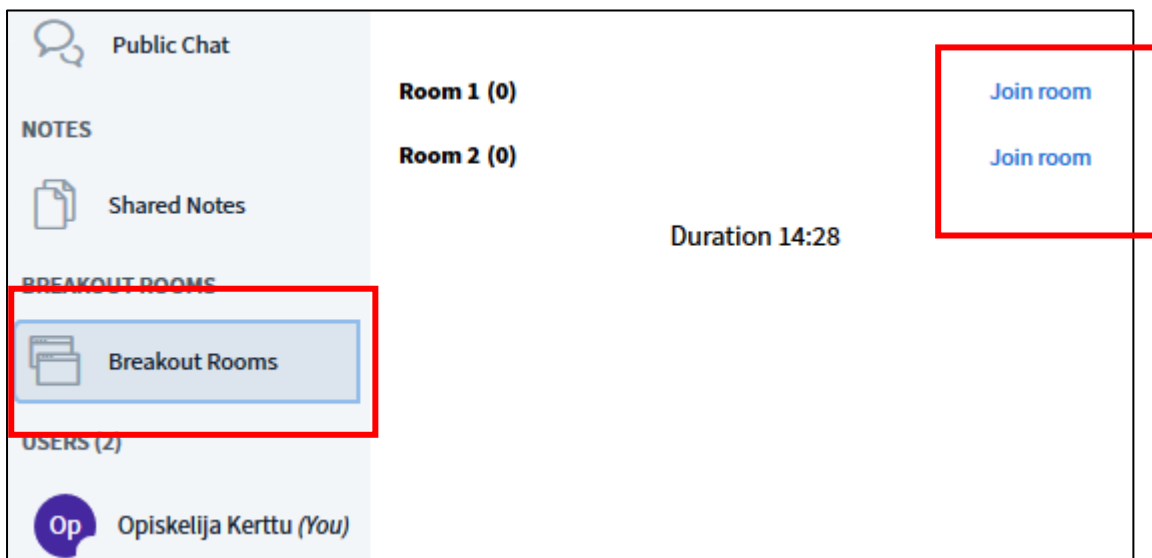 Public Chat
NOTES
Shared Notes
BREAKOUT ROOMS
Breakout Rooms
USERS (2)
Op
Opiskelija Kerttu (You)
Room 1 (0)
Join room
Room 2 (0)
Join room
Duration 14:28